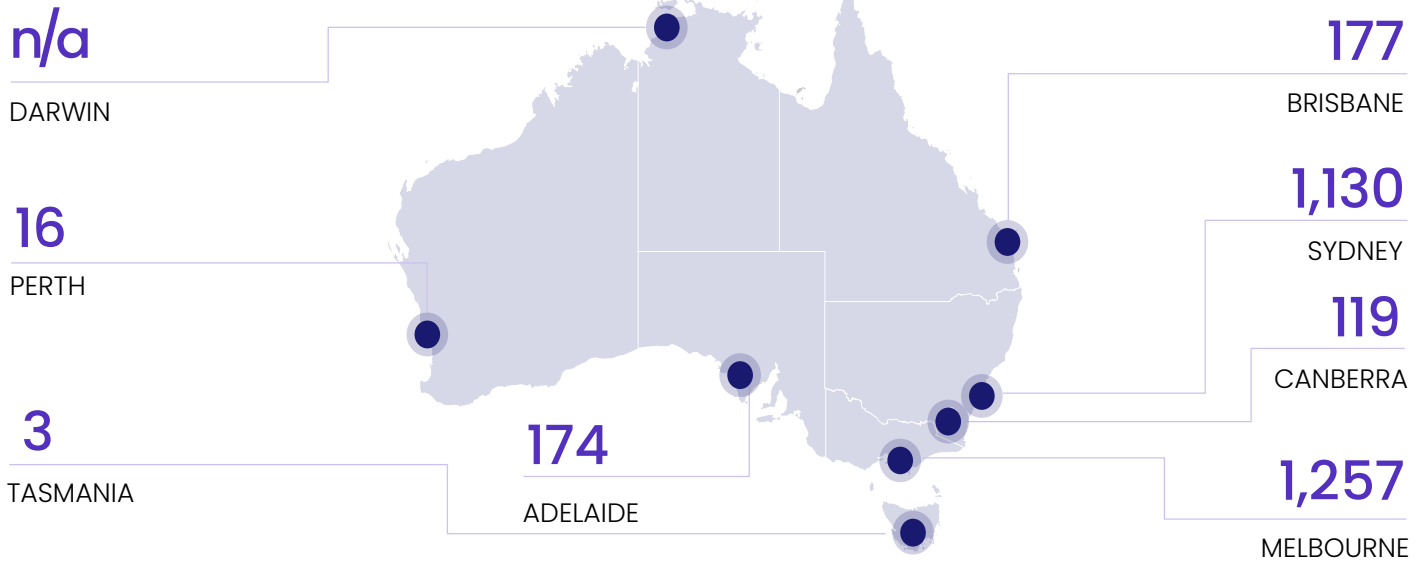 n/a
DARWIN
16
PERTH
3
TASMANIA
174
ADELAIDE
177
BRISBANE
1,130
SYDNEY
119
CANBERRA
1,257
MELBOURNE